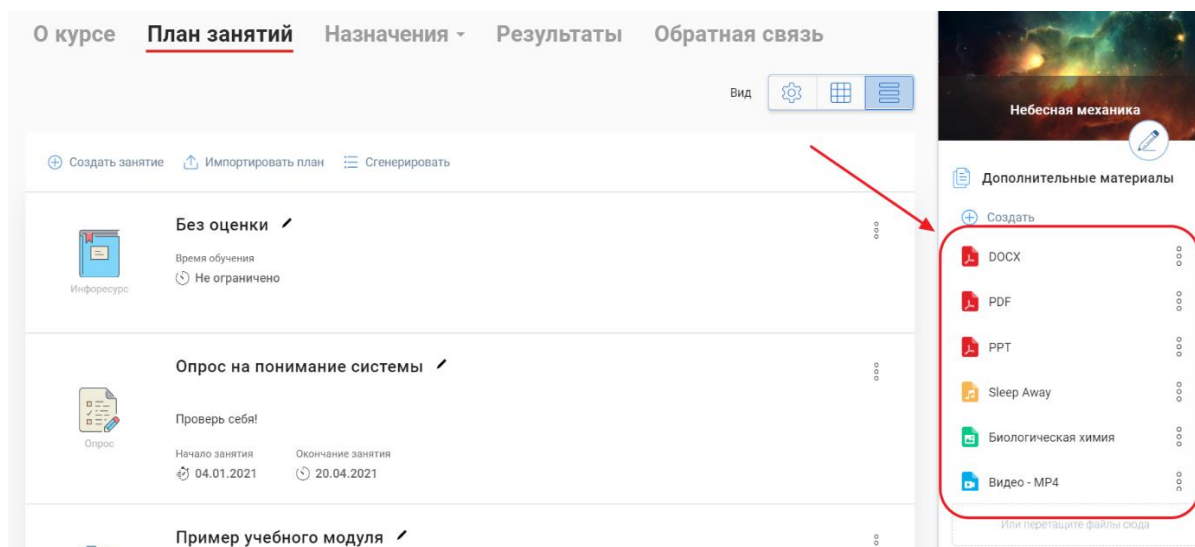 О курсе План занятий Назначения Результаты Обратная связь
Вид
Создать занятие Импортировать план Сгенерировать
Без оценки
Время обучения
Не ограничено
Инфоресурс
Опрос на понимание системы
Проверь себя!
Опрос
Начало занятия Окончание занятия
04.01.2021 20.04.2021
Пример учебного модуля
Небесная механика
Дополнительные материалы
Создать
DOCX
PDF
PPT
Sleep Away
Биологическая химия
Видео - MP4
Или перетащите файлы сюда